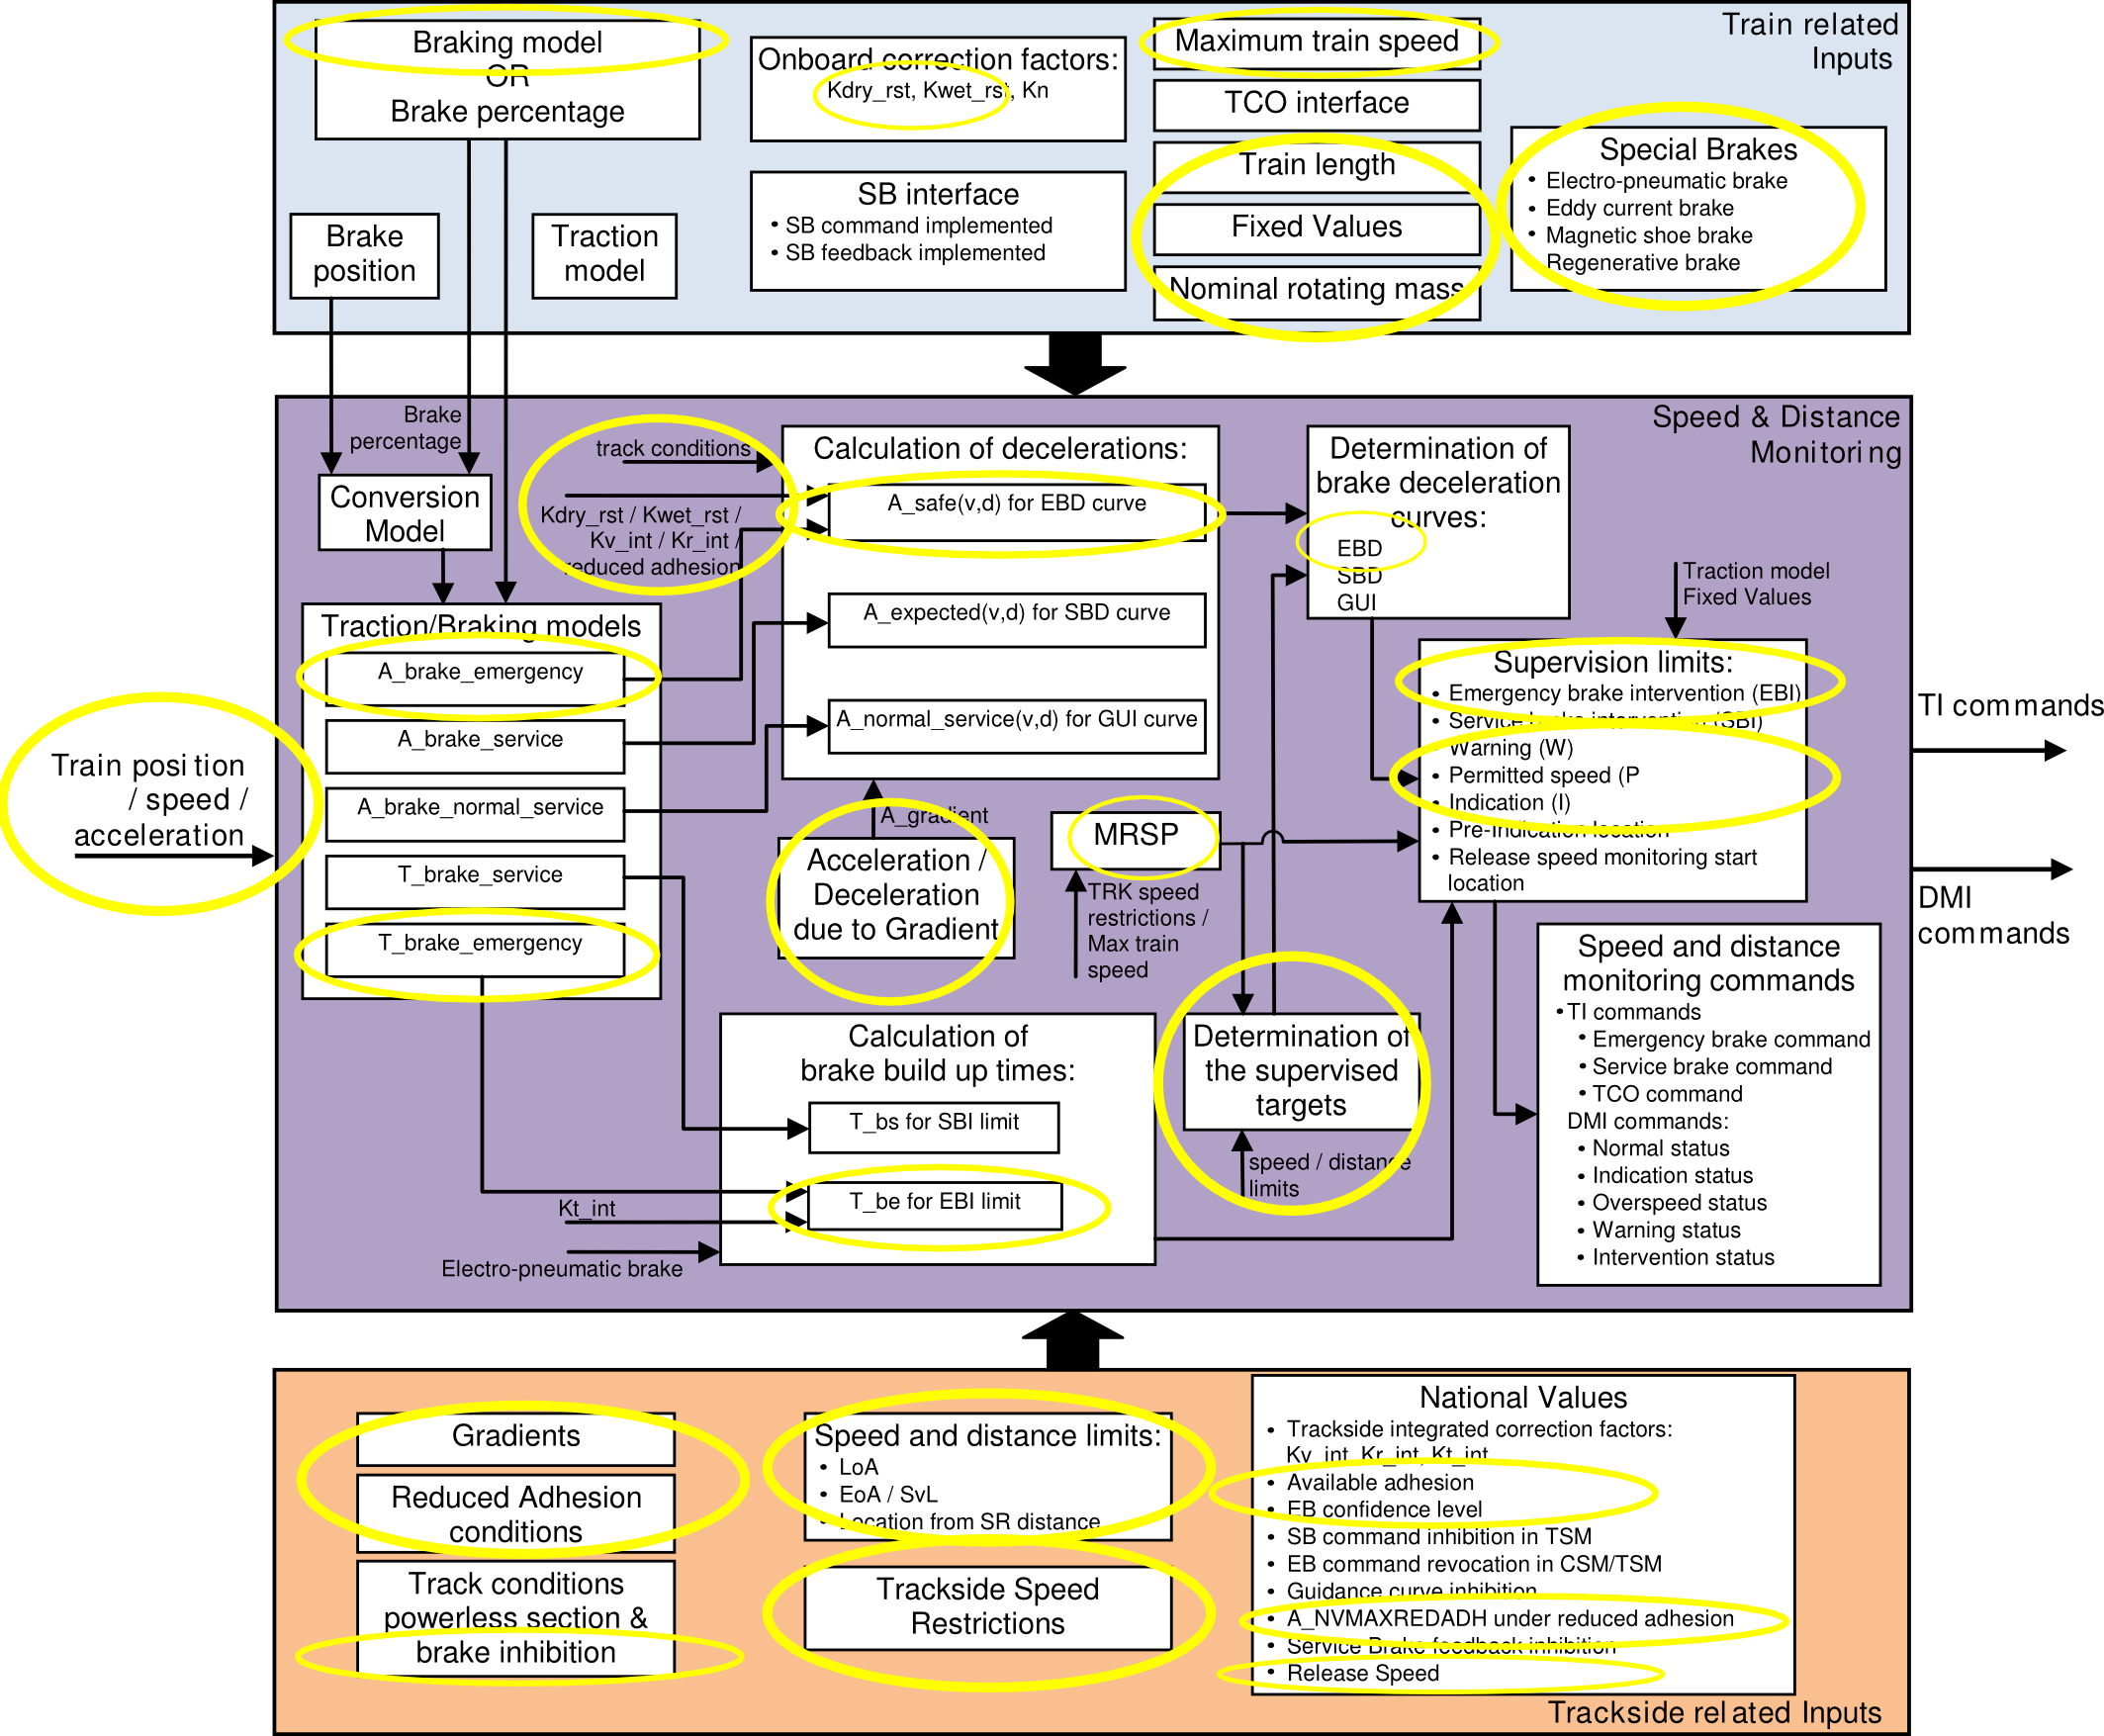 Train related
Inputs
Braking model
OR
Brake percentage
Onboard correction factors:
Kdry_rst, Kwet_rst, Kn
Maximum train speed
TCO interface
Train length
Fixed Values
Nominal rotating mass
Special Brakes
• Electro-pneumatic brake
• Eddy current brake
• Magnetic shoe brake
Regenerative brake
SB interface
• SB command implemented
• SB feedback implemented
Brake
position
Traction
model
Speed & Distance
Monitoring
Brake
percentage
Conversion
Model
track conditions
Kdry_rst / Kwet_rst /
Kv_int / Kr_int /
reduced adhesion
Calculation of decelerations:
A_safe(v,d) for EBD curve
A_expected(v,d) for SBD curve
A_normal_service(v,d) for GUI curve
Determination of
brake deceleration
curves:
EBD
SBD
GUI
Traction model
Fixed Values
Traction/Braking models
A_brake_emergency
A_brake_service
A_brake_normal_service
T_brake_service
T_brake_emergency
Supervision limits:
• Emergency brake intervention (EBI)
• Service brake intervention (SBI)
• Warning (W)
• Permitted speed (P
• Indication (I)
• Pre-Indication location
• Release speed monitoring start
location
Train position
/ speed /
acceleration
TI commands
DMI
commands
A_gradient
Acceleration /
Deceleration
due to Gradient
MRSP
TRK speed
restrictions /
Max train
speed
Speed and distance
monitoring commands
• TI commands
• Emergency brake command
• Service brake command
• TCO command
DMI commands:
• Normal status
• Indication status
• Overspeed status
• Warning status
• Intervention status
Calculation of
brake build up times:
T_bs for SBI limit
T_be for EBI limit
Kt_int
Electro-pneumatic brake
Determination of
the supervised
targets
speed / distance
limits
Gradients
Reduced Adhesion
conditions
Track conditions
powerless section &
brake inhibition
Speed and distance limits:
• LoA
• EoA / SvL
• Location from SR distance
Trackside Speed
Restrictions
National Values
• Trackside integrated correction factors:
Kv_int, Kr_int, Kt_int
• Available adhesion
• EB confidence level
• SB command inhibition in TSM
• EB command revocation in CSM/TSM
• Guidance curve inhibition
• A_NVMAXREDADH under reduced adhesion
• Service Brake feedback inhibition
• Release Speed
Trackside related Inputs